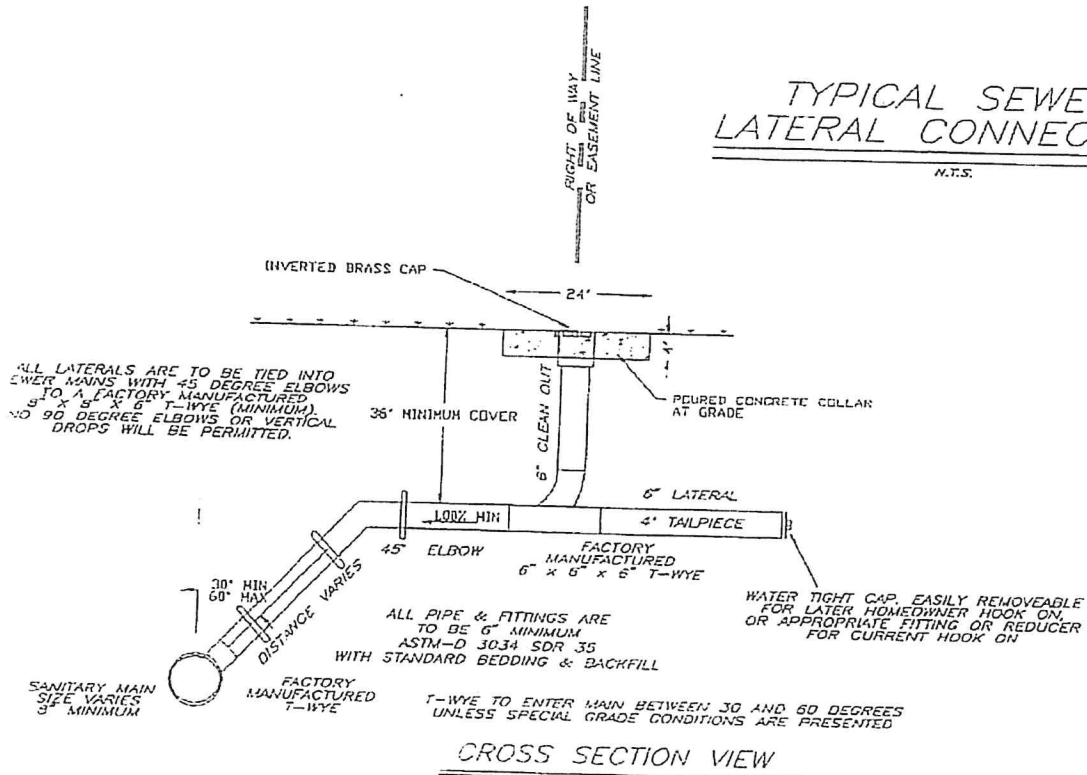 RIGHT OF WAY
OR EASEMENT LINE
TYPICAL SEWE
LATERAL CONNEC
N.T.S.
INVERTED BRASS CAP
24"
4"
ALL LATERALS ARE TO BE TIED INTO
EWER MAINS WITH 45 DEGREE ELBOWS
TO A FACTORY MANUFACTURED
8" X 8" X 6" T-WYE (MINIMUM).
NO 90 DEGREE ELBOWS OR VERTICAL
DROPS WILL BE PERMITTED.
36" MINIMUM COVER
6" CLEAN OUT
POURED CONCRETE COLLAR
AT GRADE
6" LATERAL
1.00% MIN
4' TAILPIECE
45° ELBOW
FACTORY
MANUFACTURED
6" x 6" x 6" T-WYE
30° MIN
60° MAX
DISTANCE VARIES
WATER TIGHT CAP, EASILY REMOVEABLE
FOR LATER HOMEOWNER HOOK ON,
OR APPROPRIATE FITTING OR REDUCER
FOR CURRENT HOOK ON
ALL PIPE & FITTINGS ARE
TO BE 6" MINIMUM
ASTM-D 3034 SDR 35
WITH STANDARD BEDDING & BACKFILL
SANITARY MAIN
SIZE VARIES
8" MINIMUM
FACTORY
MANUFACTURED
T-WYE
T-WYE TO ENTER MAIN BETWEEN 30 AND 60 DEGREES
UNLESS SPECIAL GRADE CONDITIONS ARE PRESENTED
CROSS SECTION VIEW